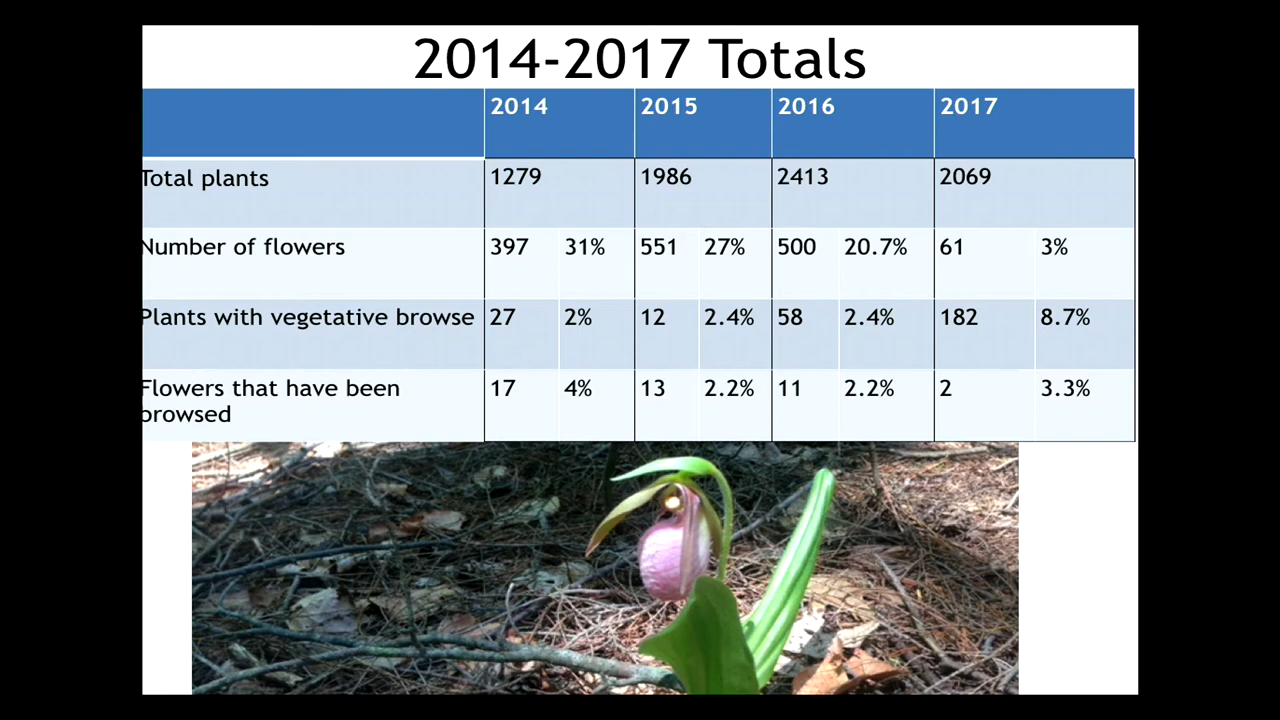 2014-2017 Totals
2014 2015 2016 2017
Total plants 1279 1986 2413 2069
Number of flowers 397 31% 551 27% 500 20.7% 61 3%
Plants with vegetative browse 27 2% 12 2.4% 58 2.4% 182 8.7%
Flowers that have been 17 4% 13 2.2% 11 2.2% 2 3.3%
browsed